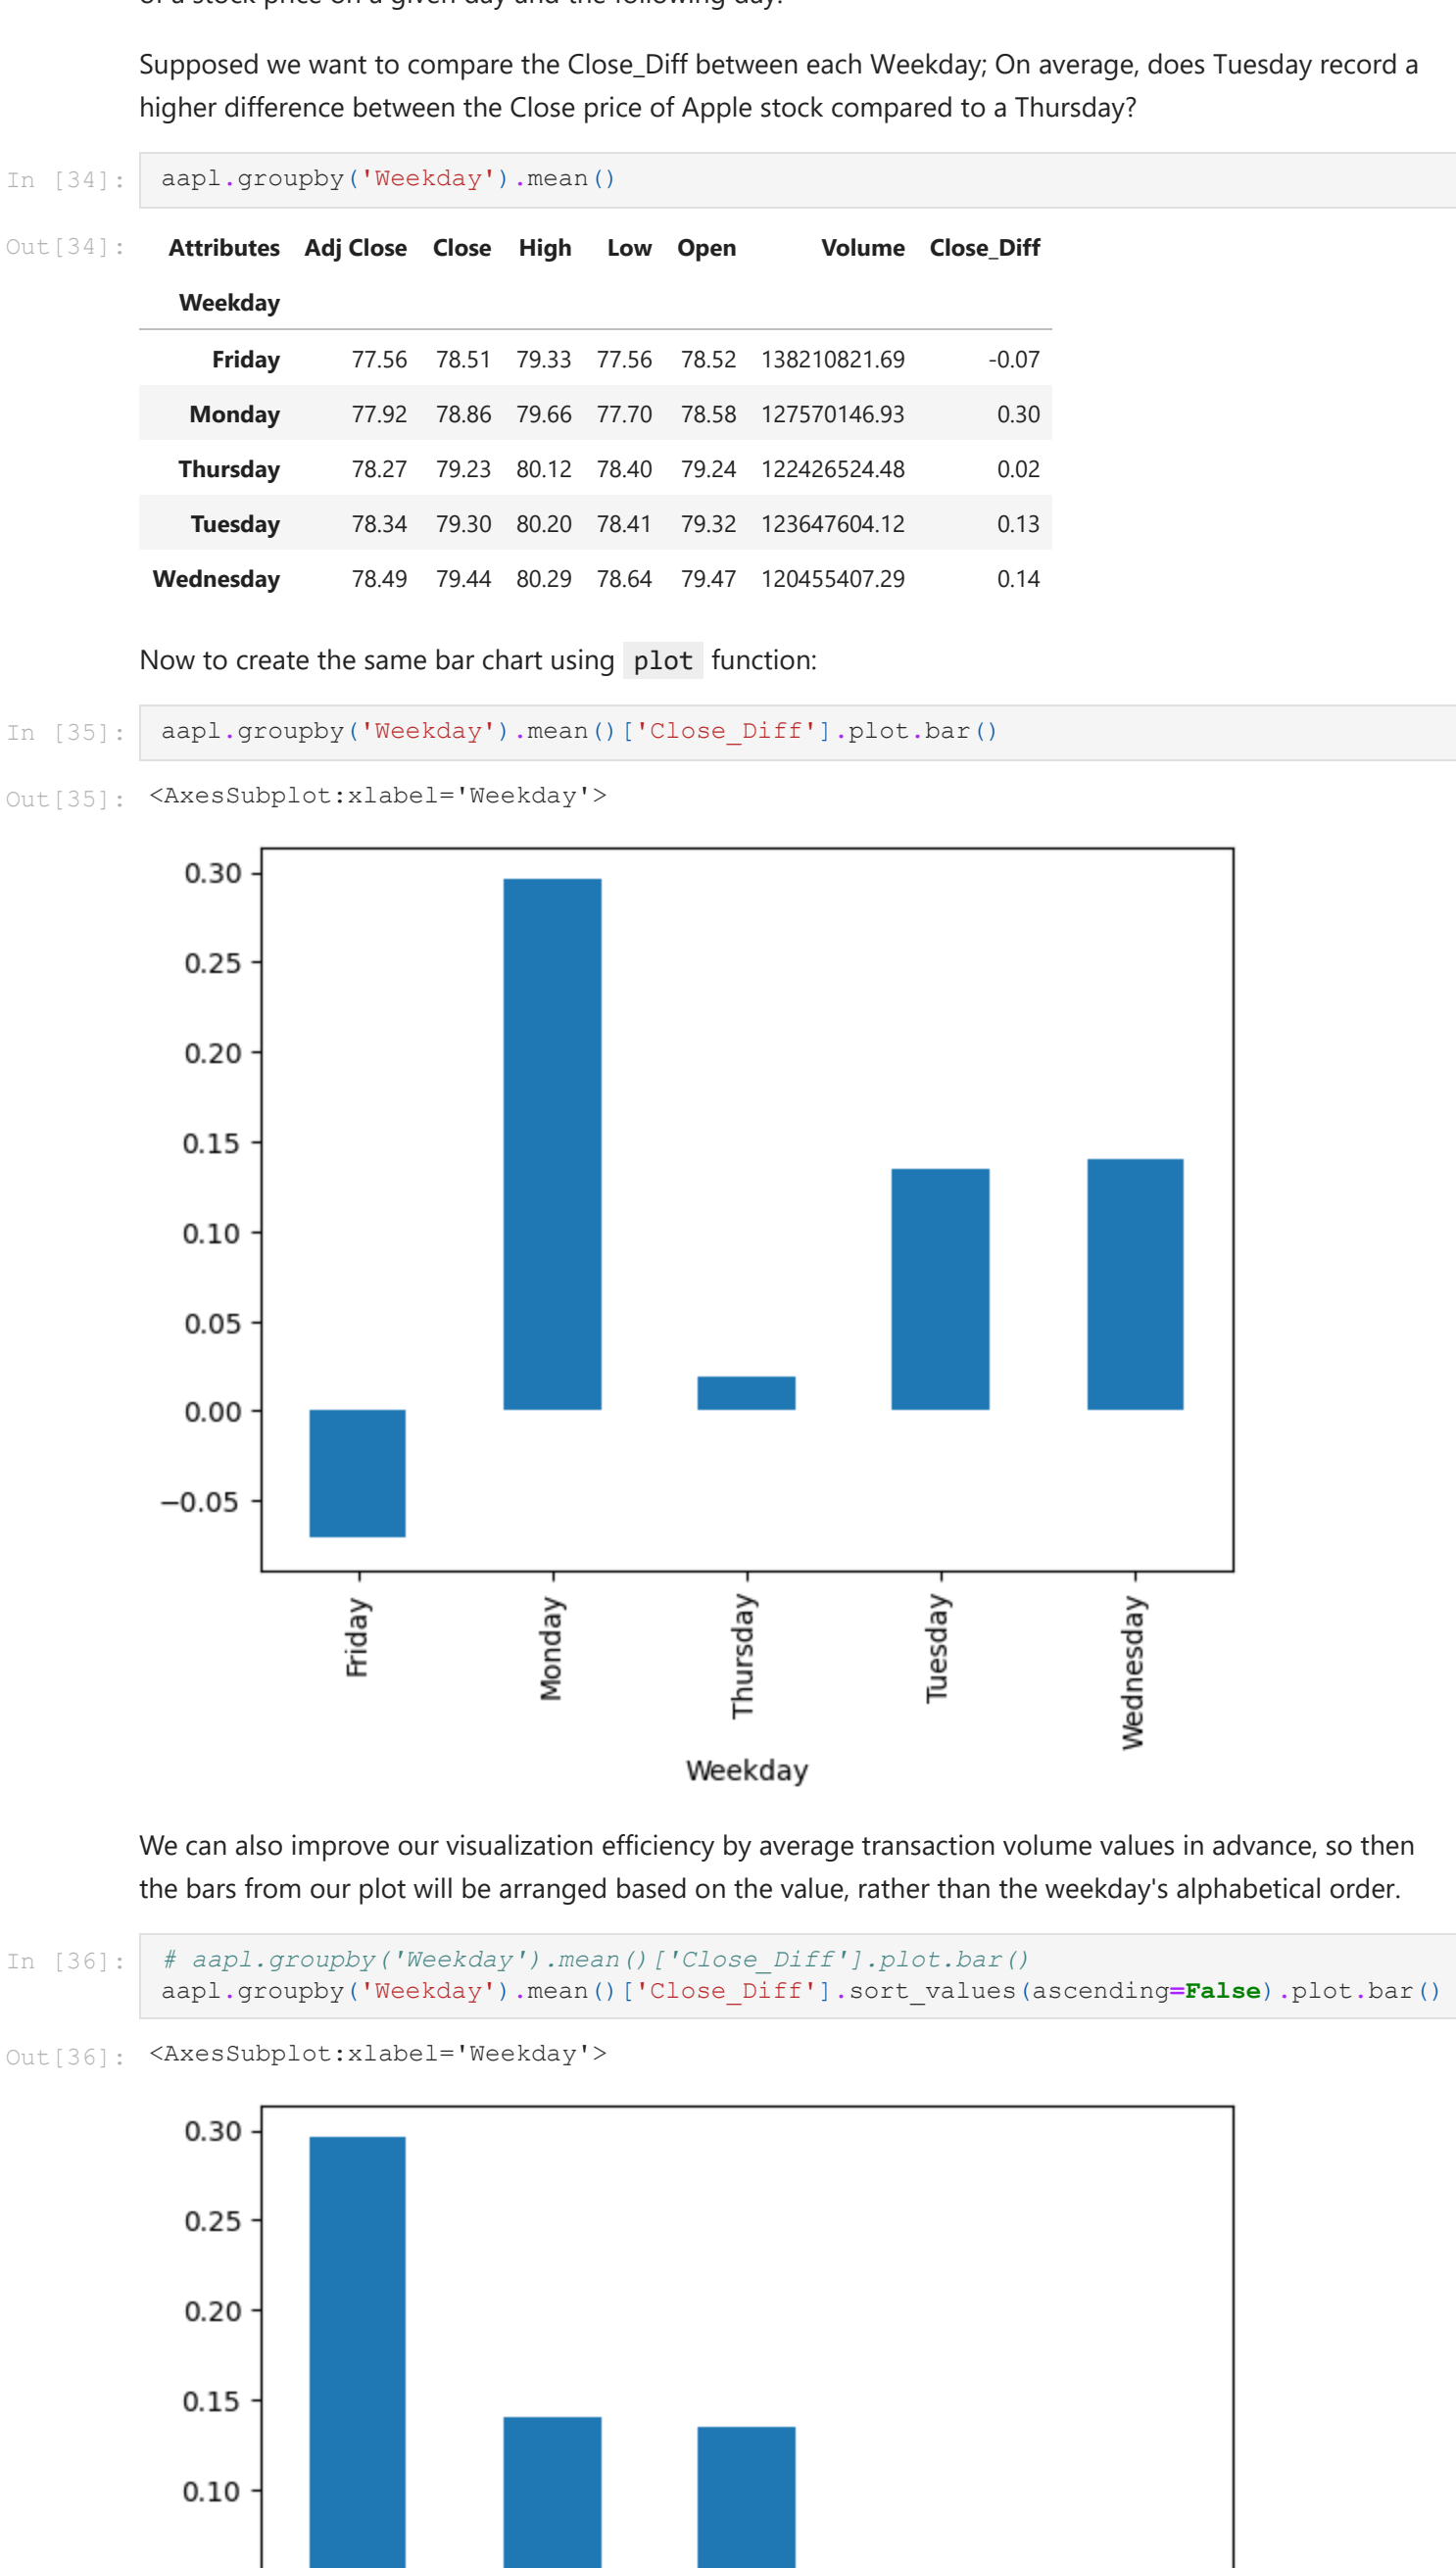 of a stock price on a given day and the following day.
Supposed we want to compare the Close_Diff between each Weekday; On average, does Tuesday record a
higher difference between the Close price of Apple stock compared to a Thursday?
In [34]: aapl.groupby('Weekday').mean()
Out[34]: Attributes Adj Close Close High Low Open Volume Close_Diff
Weekday
Friday 77.56 78.51 79.33 77.56 78.52 138210821.69 -0.07
Monday 77.92 78.86 79.66 77.70 78.58 127570146.93 0.30
Thursday 78.27 79.23 80.12 78.40 79.24 122426524.48 0.02
Tuesday 78.34 79.30 80.20 78.41 79.32 123647604.12 0.13
Wednesday 78.49 79.44 80.29 78.64 79.47 120455407.29 0.14
Now to create the same bar chart using plot function:
In [35]: aapl.groupby('Weekday').mean()['Close_Diff'].plot.bar()
Out[35]: <AxesSubplot:xlabel='Weekday'>
0.30
0.25
0.20
0.15
0.10
0.05
0.00
−0.05
Friday
Monday
Thursday
Tuesday
Wednesday
Weekday
We can also improve our visualization efficiency by average transaction volume values in advance, so then
the bars from our plot will be arranged based on the value, rather than the weekday's alphabetical order.
In [36]: # aapl.groupby('Weekday').mean()['Close_Diff'].plot.bar()
aapl.groupby('Weekday').mean()['Close_Diff'].sort_values(ascending=False).plot.bar()
Out[36]: <AxesSubplot:xlabel='Weekday'>
0.30
0.25
0.20
0.15
0.10